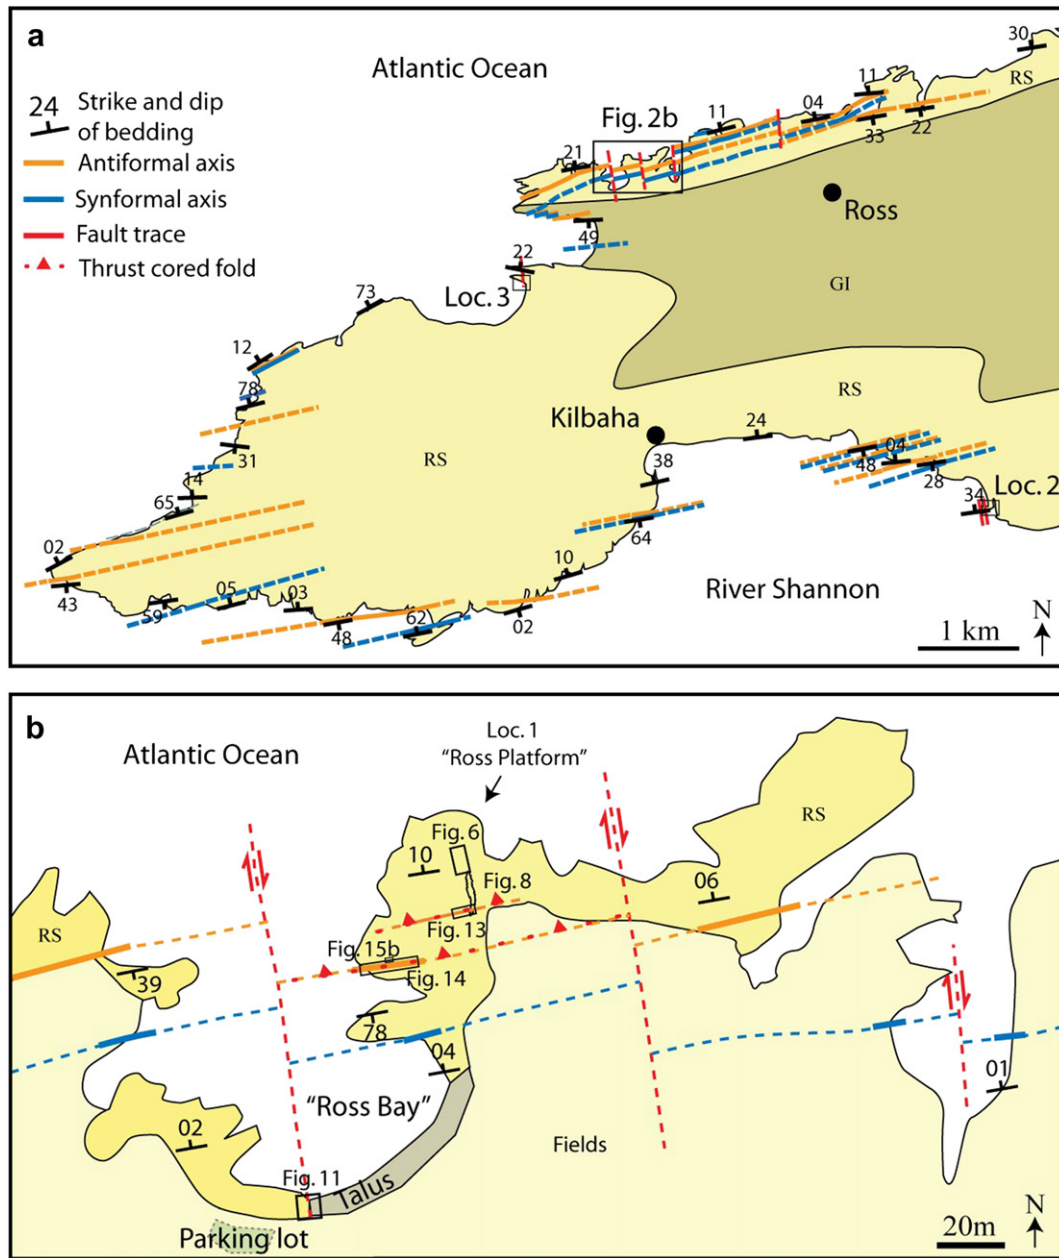 a
Atlantic Ocean
24
Strike and dip
of bedding
Antiformal axis
Synformal axis
Fault trace
Thrust cored fold
Fig. 2b
30
RS
11
04
11
33
22
21
Ross
49
22
Loc. 3
GI
73
12
78
31
RS
14
65
02
43
59
05
03
48
62
02
10
64
38
Kilbaha
24
RS
48
04
28
34
Loc. 2
River Shannon
1 km
N
b
Atlantic Ocean
Loc. 1
"Ross Platform"
RS
Fig. 6
10
Fig. 8
06
RS
Fig. 13
Fig. 15b
Fig. 14
39
78
04
01
"Ross Bay"
02
Fields
Fig. 11
Talus
Parking lot
20m
N